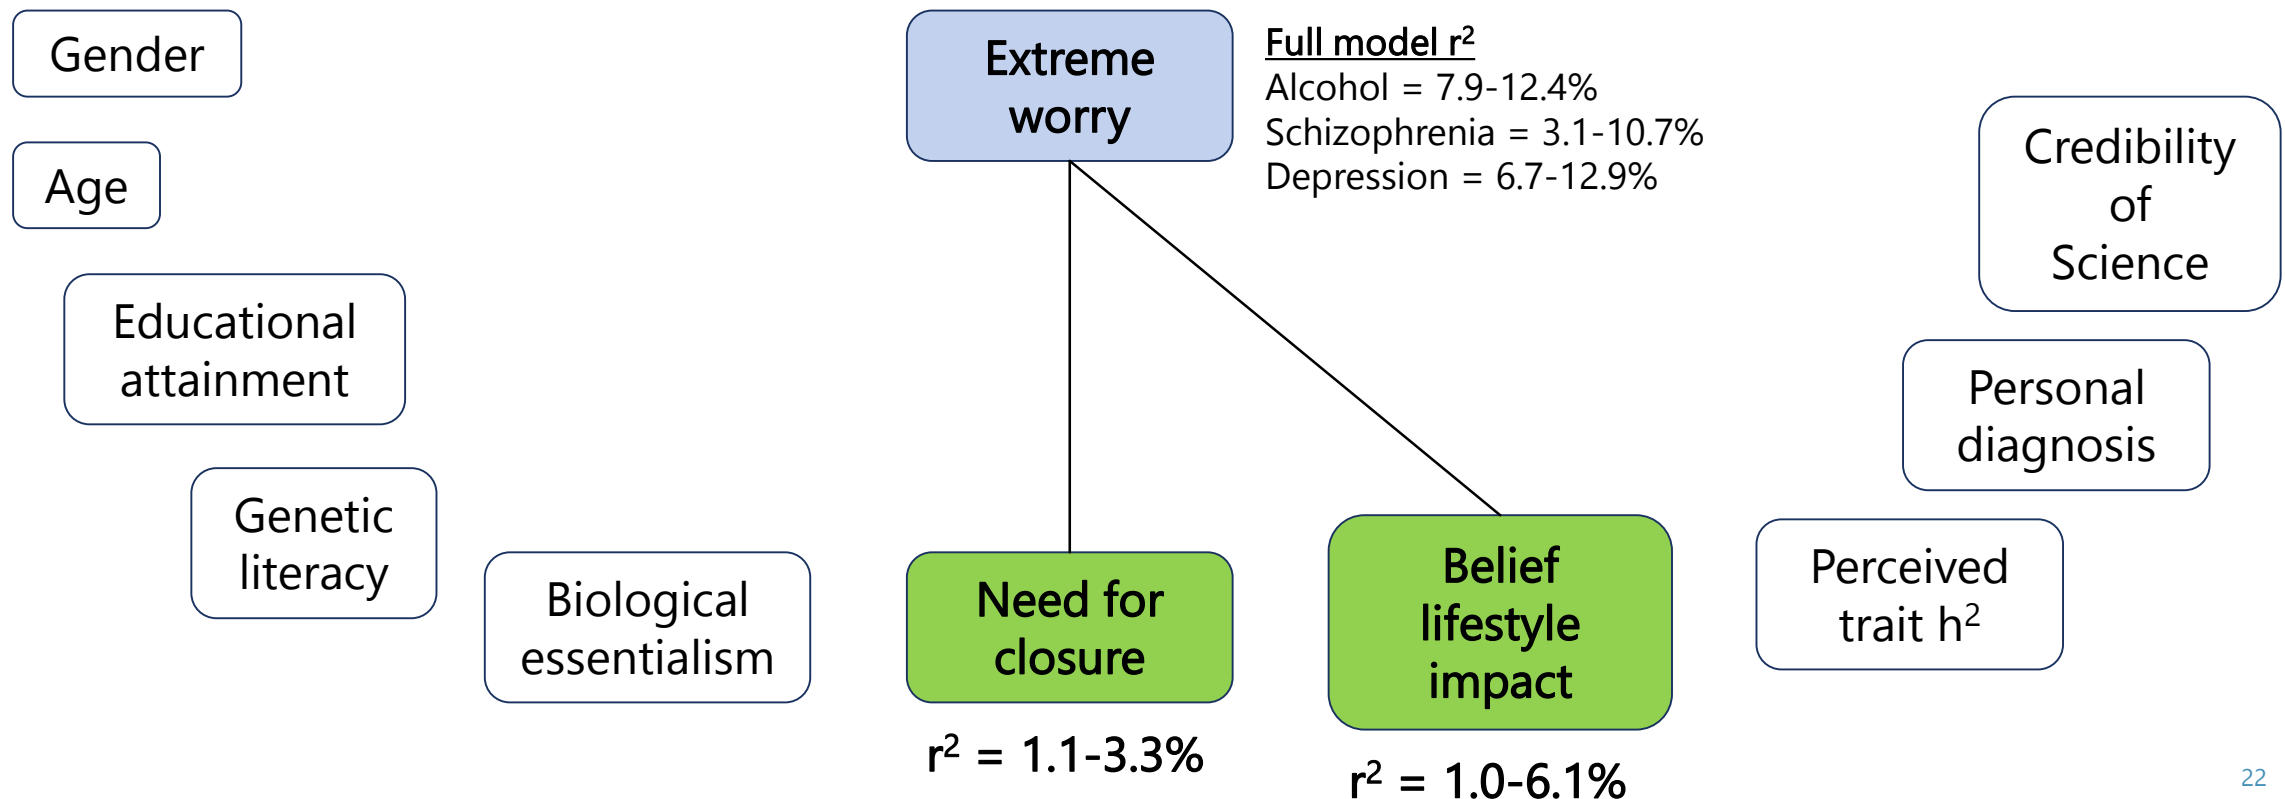 Gender
Age
Educational
attainment
Genetic
literacy
Biological
essentialism
Extreme
worry
Full model r²
Alcohol = 7.9-12.4%
Schizophrenia = 3.1-10.7%
Depression = 6.7-12.9%
Need for
closure
r² = 1.1-3.3%
Belief
lifestyle
impact
r² = 1.0-6.1%
Credibility
of
Science
Personal
diagnosis
Perceived
trait h²
22